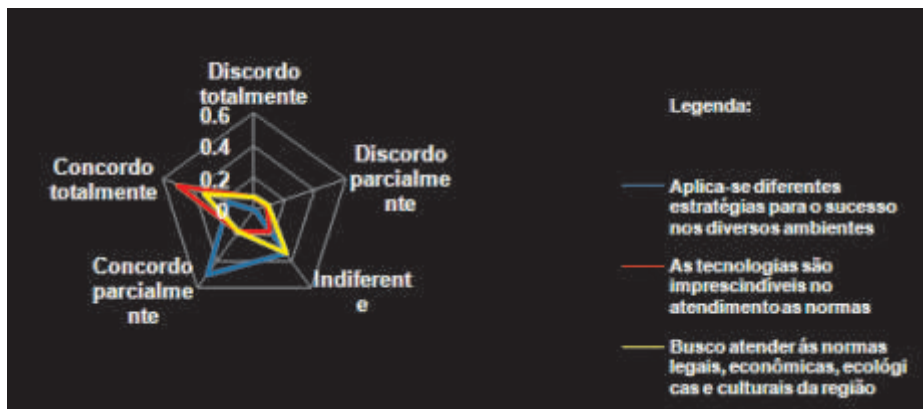 Discordo
totalmente
0.6
0.4
0.2
0
Discordo
parcialme
nte
Indiferent
e
Concordo
parcialme
nte
Concordo
totalmente
Legenda:
Aplica-se diferentes
estratégias para o sucesso
nos diversos ambientes
As tecnologias são
imprescindíveis no
atendimento as normas
Busco atender ás normas
legais, econômicas, ecológi
cas e culturais da região